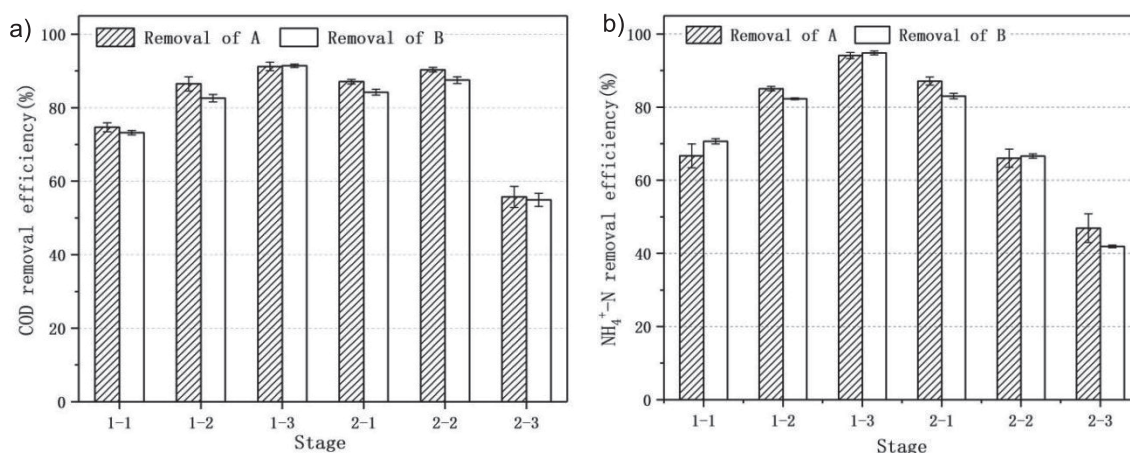 a)
Removal of A
Removal of B
COD removal efficiency(%)
100
80
60
40
20
0
1-1 1-2 1-3 2-1 2-2 2-3
Stage
b)
Removal of A
Removal of B
NH₄⁺-N removal efficiency(%)
100
80
60
40
20
0
1-1 1-2 1-3 2-1 2-2 2-3
Stage